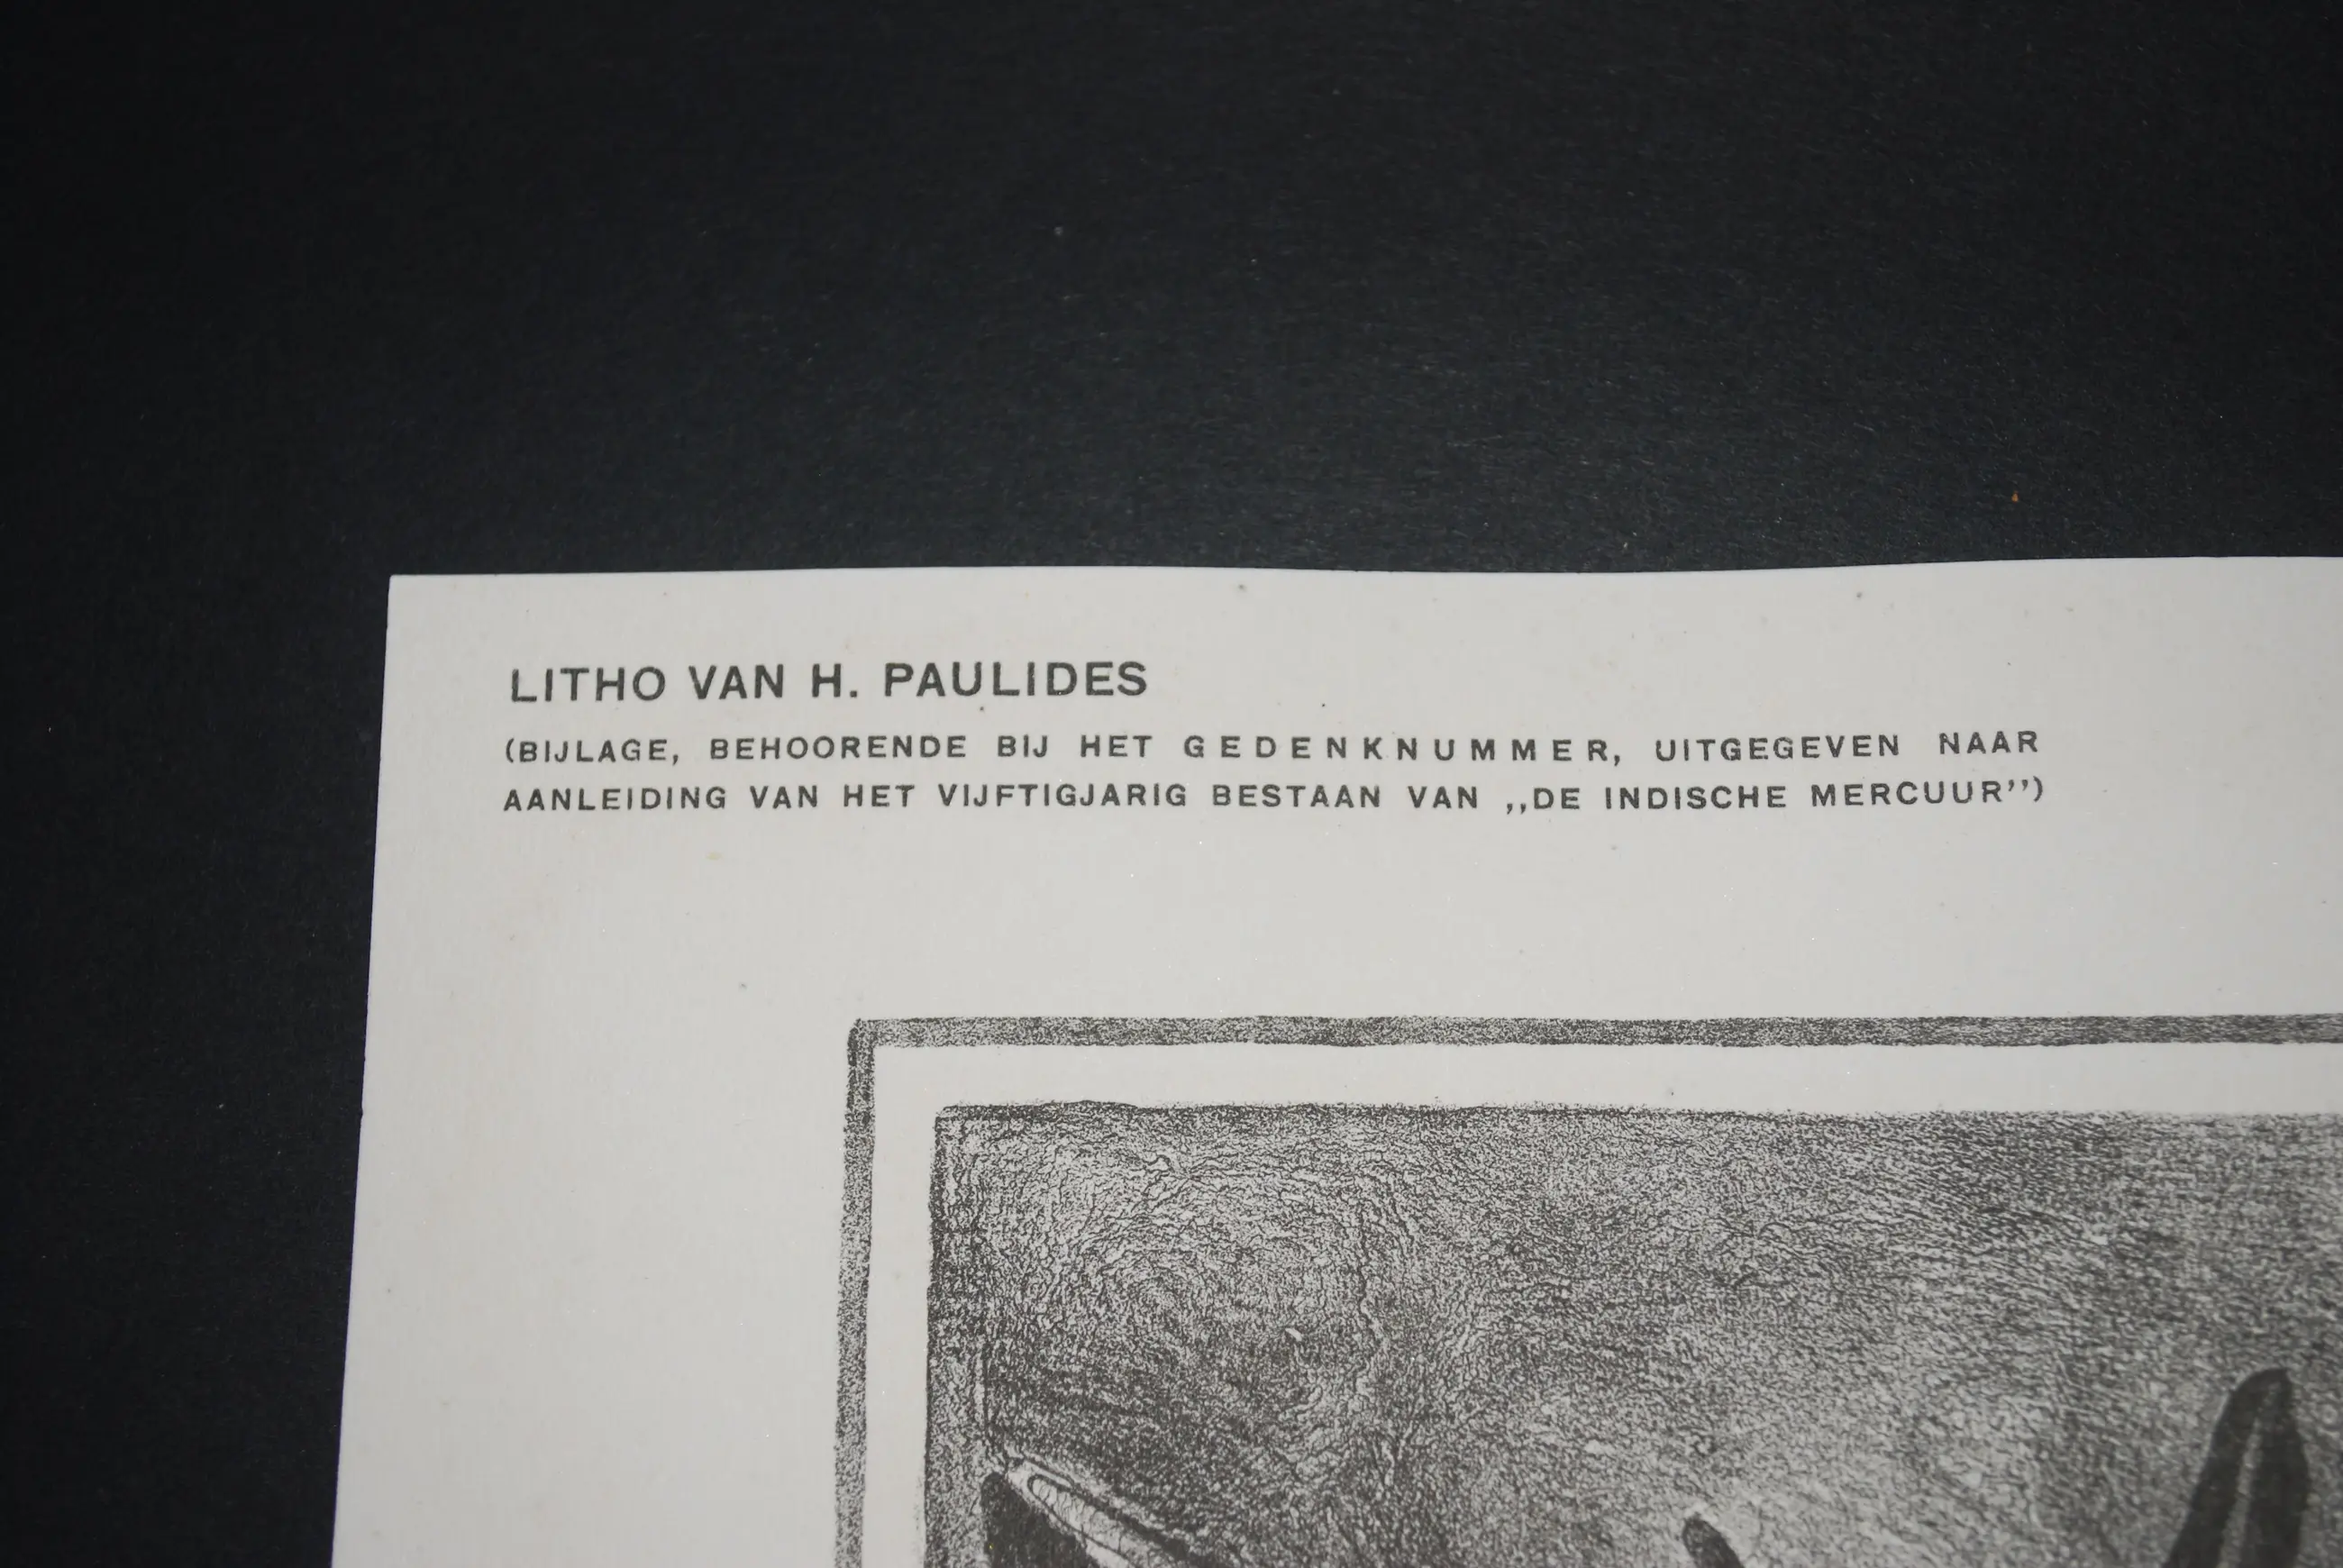 LITHO VAN H. PAULIDES
(BIJLAGE, BEHOORENDE BIJ HET GEDENKNUMMER, UITGEGEVEN NAAR
AANLEIDING VAN HET VIJFTIGJARIG BESTAAN VAN ,,DE INDISCHE MERCUUR’’)